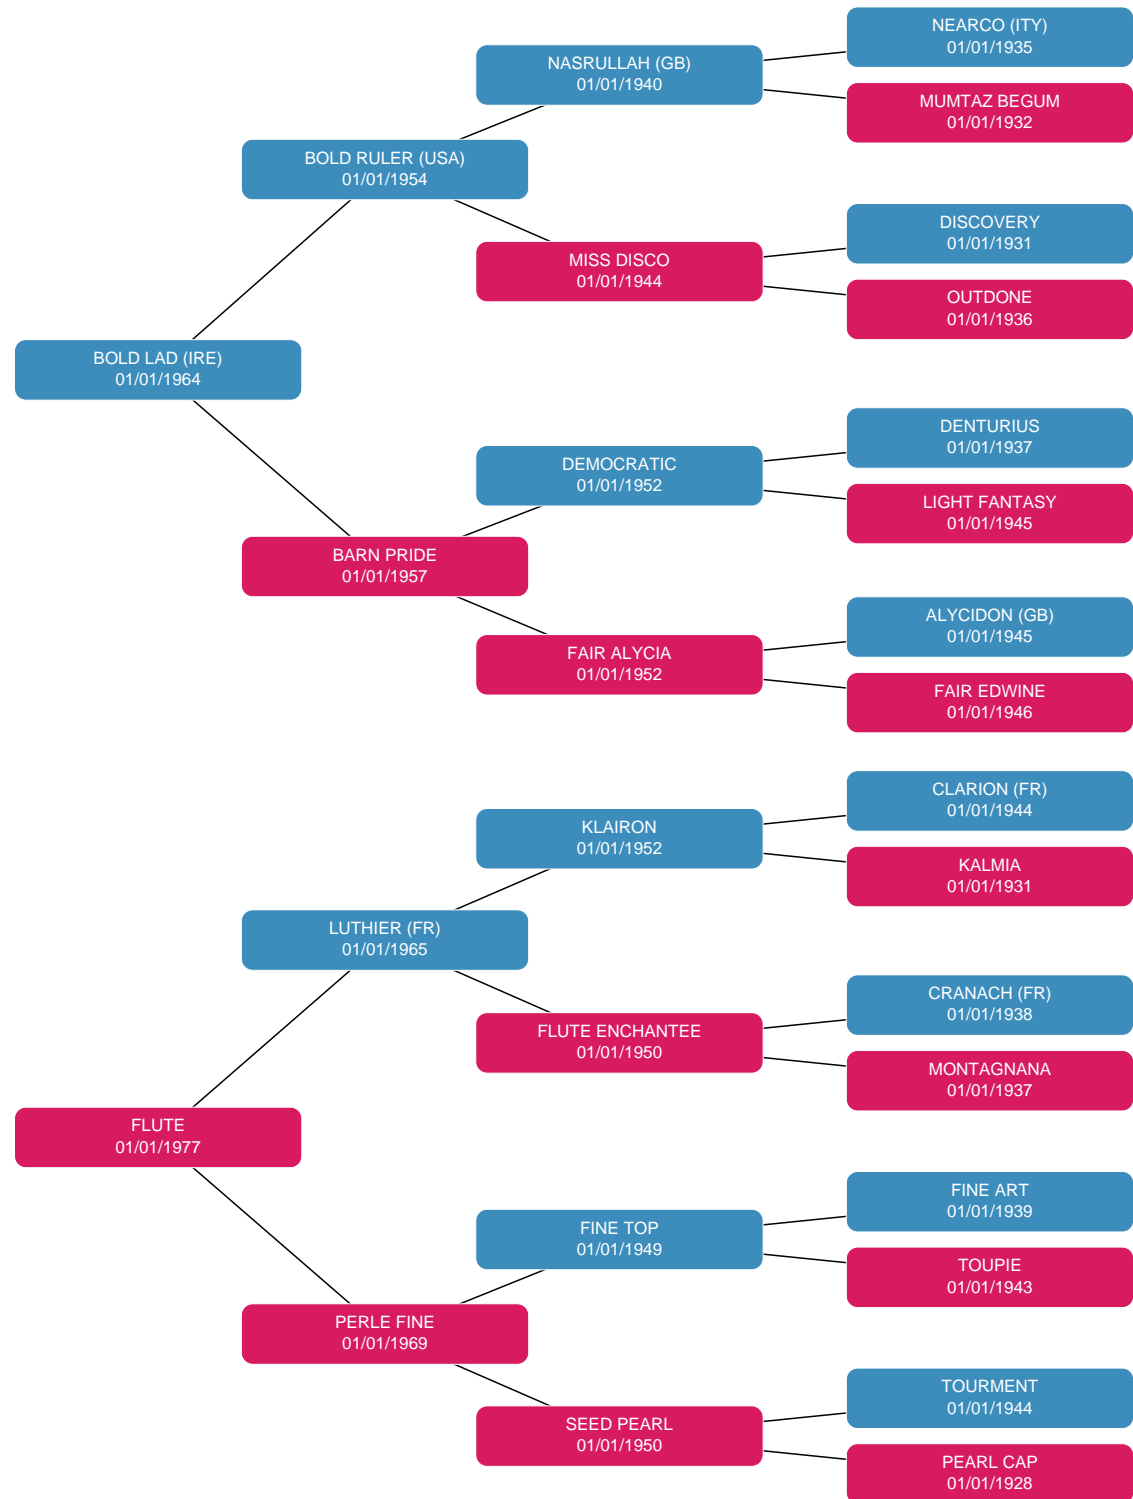 NEARCO (ITY)
01/01/1935
NASRULLAH (GB)
01/01/1940
MUMTAZ BEGUM
01/01/1932
BOLD RULER (USA)
01/01/1954
DISCOVERY
01/01/1931
MISS DISCO
01/01/1944
OUTDONE
01/01/1936
BOLD LAD (IRE)
01/01/1964
DENTURIUS
01/01/1937
DEMOCRATIC
01/01/1952
LIGHT FANTASY
01/01/1945
BARN PRIDE
01/01/1957
ALYCIDON (GB)
01/01/1945
FAIR ALYCIA
01/01/1952
FAIR EDWINE
01/01/1946
CLARION (FR)
01/01/1944
KLAIRON
01/01/1952
KALMIA
01/01/1931
LUTHIER (FR)
01/01/1965
CRANACH (FR)
01/01/1938
FLUTE ENCHANTEE
01/01/1950
MONTAGNANA
01/01/1937
FLUTE
01/01/1977
FINE ART
01/01/1939
FINE TOP
01/01/1949
TOUPIE
01/01/1943
PERLE FINE
01/01/1969
TOURMENT
01/01/1944
SEED PEARL
01/01/1950
PEARL CAP
01/01/1928